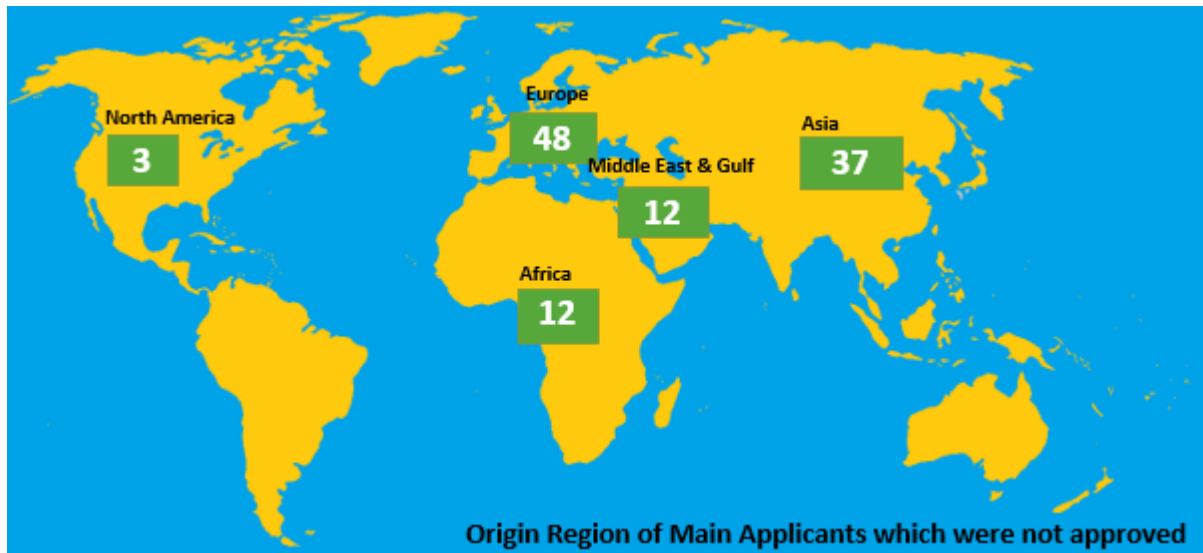 North America
3
Europe
48
Middle East & Gulf
12
Asia
37
Africa
12
Origin Region of Main Applicants which were not approved